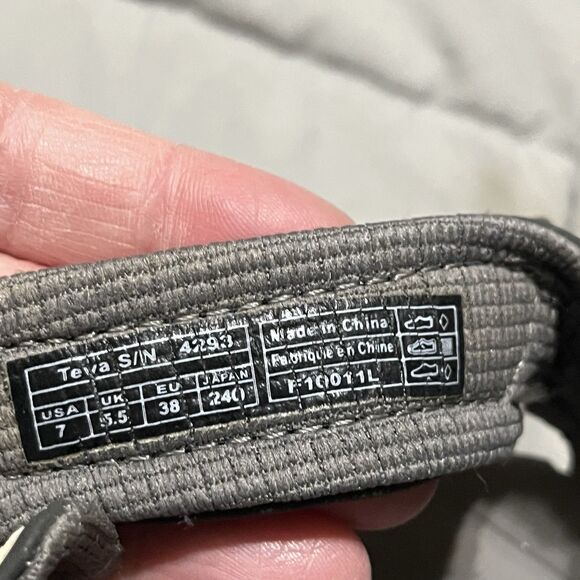 Teva S/N 4293
USA UK EU JAPAN
7 5.5 38 240
Made in China
Fabriqué en Chine
F10011L